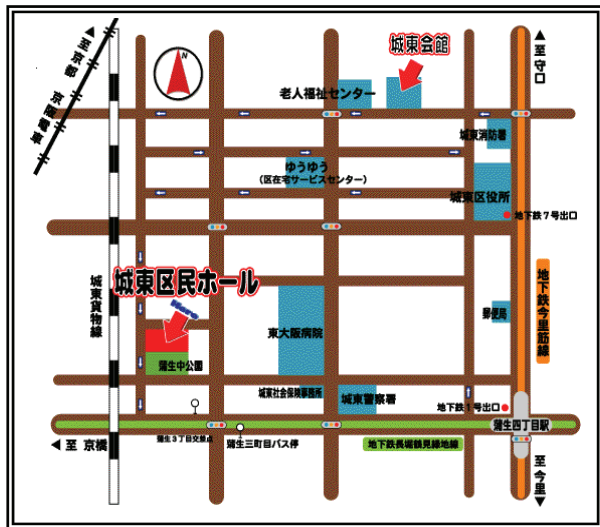 ▲至京都
京阪電車
N
城東会館
▲至守口
老人福祉センター
城東消防署
ゆうゆう
(区在宅サービスセンター)
城東区役所
地下鉄7号出口
城東貨物線
城東区民ホール
地下鉄今里筋線
郵便局
東大阪病院
蒲生中公園
城東社会保険事務所
城東警察署
地下鉄1号出口
蒲生四丁目駅
◀至 京橋
蒲生3丁目交差点
蒲生三町目バス停
地下鉄長堀鶴見緑地線
至今里▼